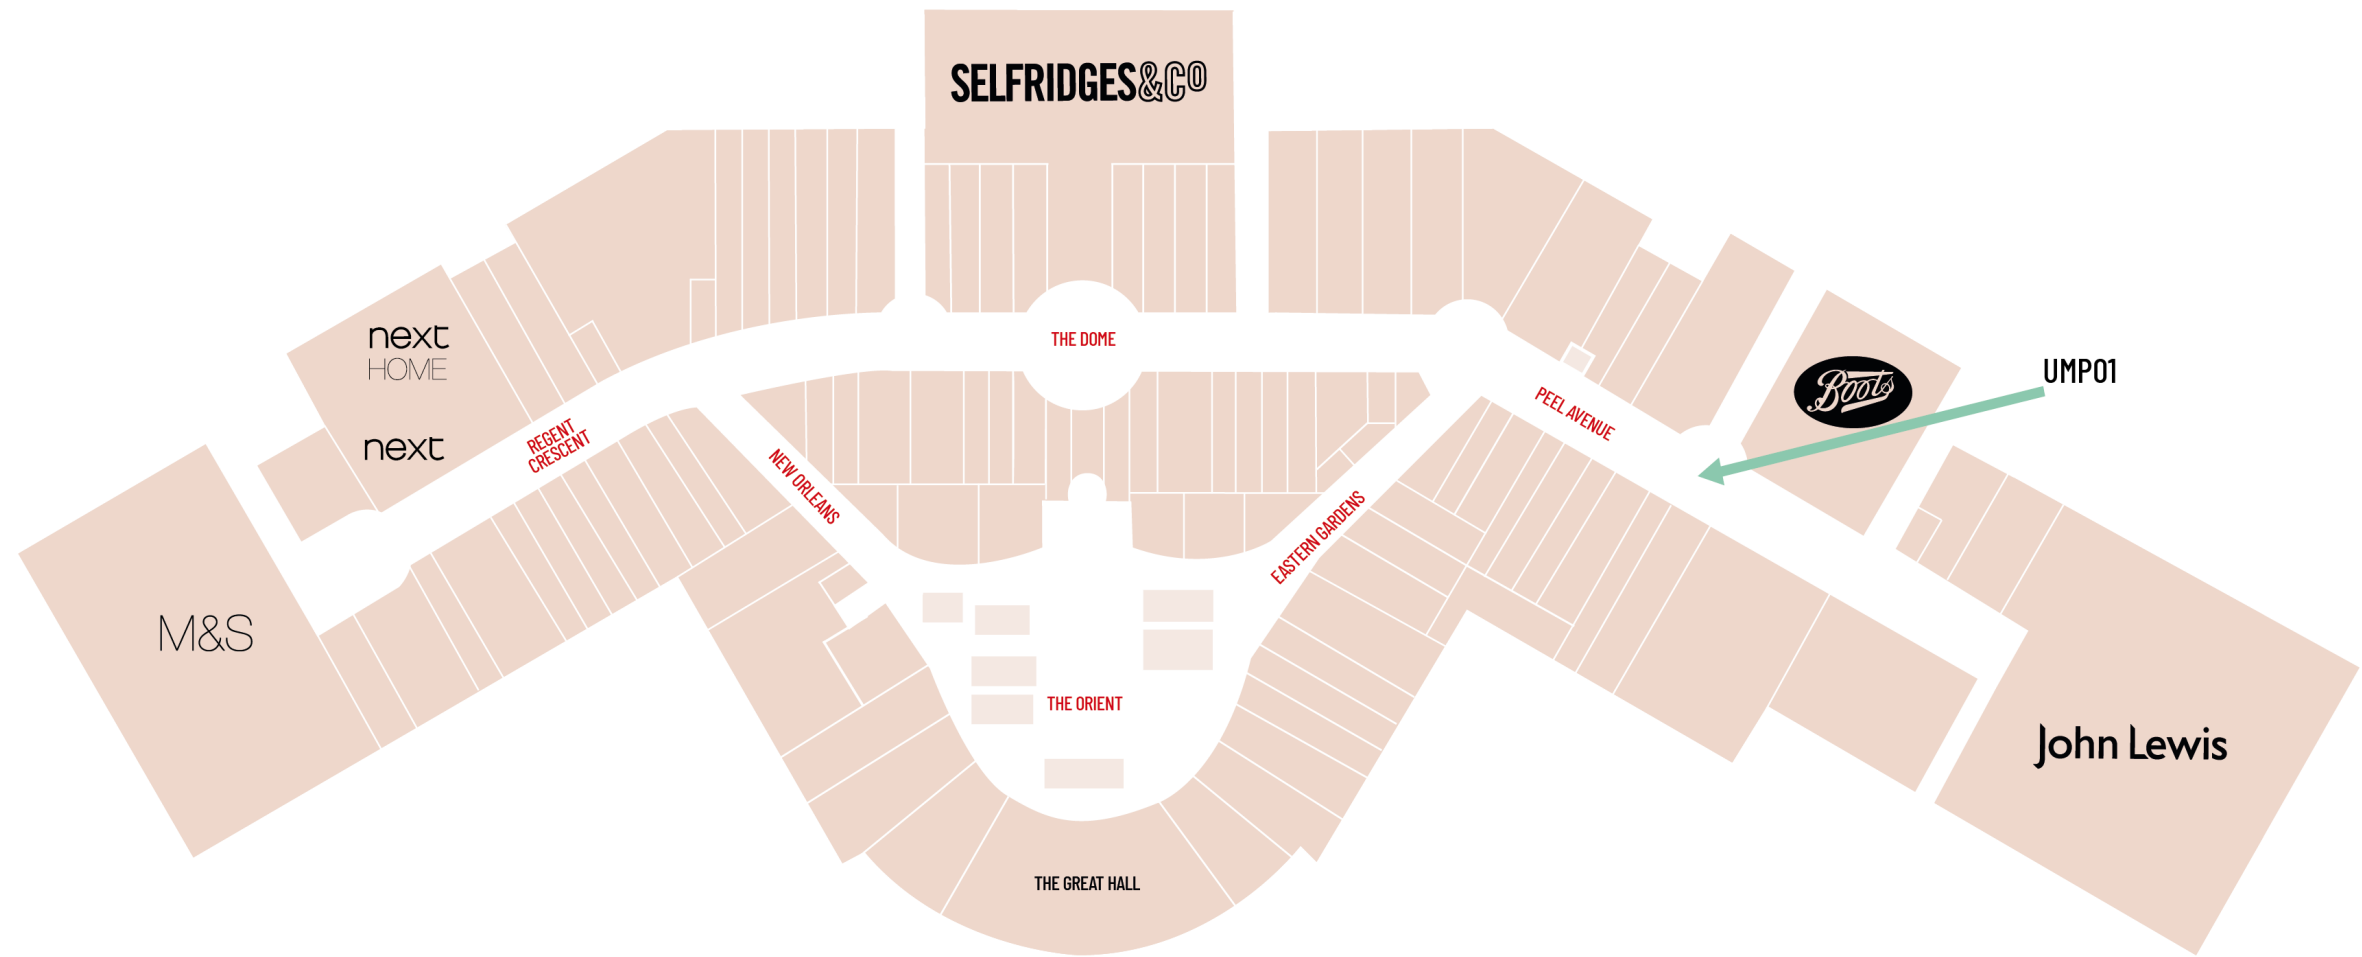 SELFRIDGES&CO
THE DOME
next
HOME
next
REGENT
CRESCENT
NEW ORLEANS
EASTERN GARDENS
PEEL AVENUE
Boots
UMP01
M&S
THE ORIENT
John Lewis
THE GREAT HALL